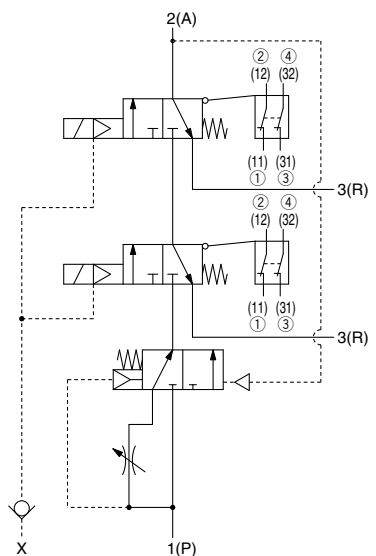 2(A)
② ④
(12) (32)
(11) (31)
① ③
3(R)
② ④
(12) (32)
(11) (31)
① ③
3(R)
X
1(P)